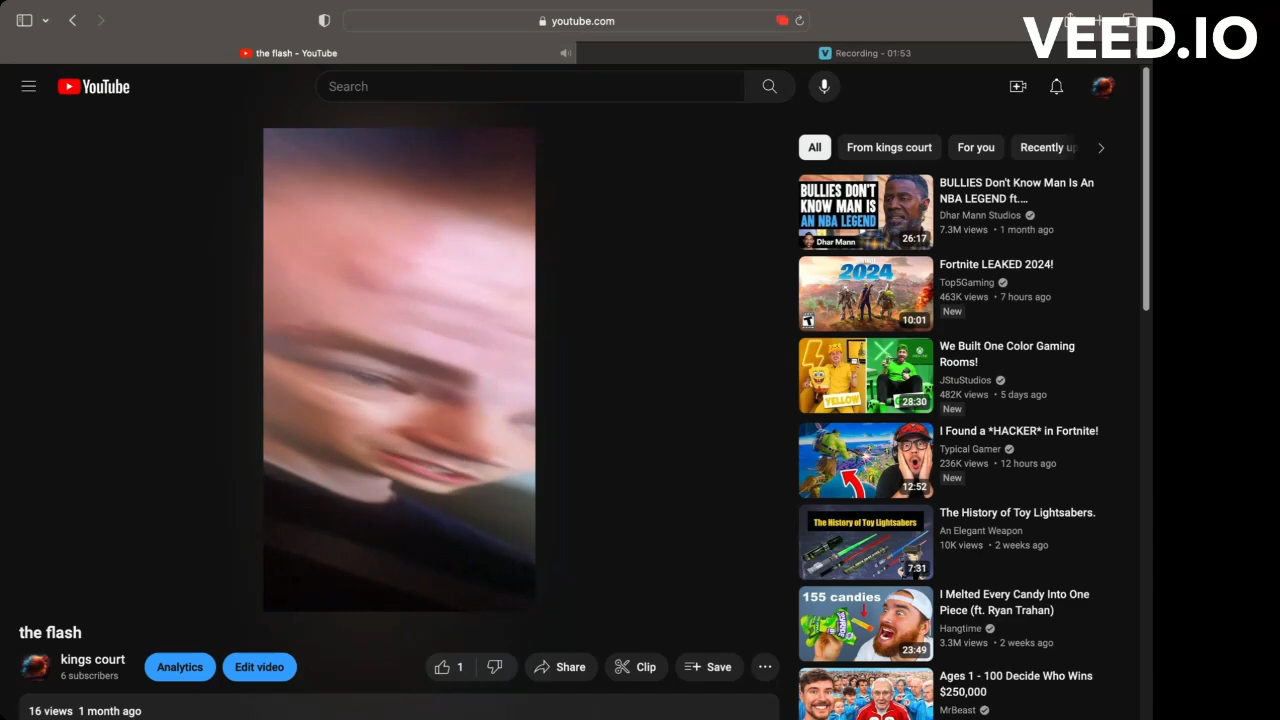 youtube.com
VEED.IO
the flash - YouTube
Recording - 01:53
YouTube
Search
All
From kings court
For you
Recently up
BULLIES DON'T
KNOW MAN IS
AN NBA LEGEND
Dhar Mann
26:17
BULLIES Don't Know Man Is An
NBA LEGEND ft....
Dhar Mann Studios
7.3M views • 1 month ago
2024
T
10:01
Fortnite LEAKED 2024!
Top5Gaming
463K views • 7 hours ago
New
YELLOW
GREEN
28:30
We Built One Color Gaming
Rooms!
JStuStudios
482K views • 5 days ago
New
12:52
I Found a *HACKER* in Fortnite!
Typical Gamer
236K views • 12 hours ago
New
The History of Toy Lightsabers
7:31
The History of Toy Lightsabers.
An Elegant Weapon
10K views • 2 weeks ago
155 candies
23:49
I Melted Every Candy Into One
Piece (ft. Ryan Trahan)
Hangtime
3.3M views • 2 weeks ago
Ages 1 - 100 Decide Who Wins
$250,000
MrBeast
the flash
kings court
6 subscribers
Analytics
Edit video
1
Share
Clip
Save
16 views 1 month ago